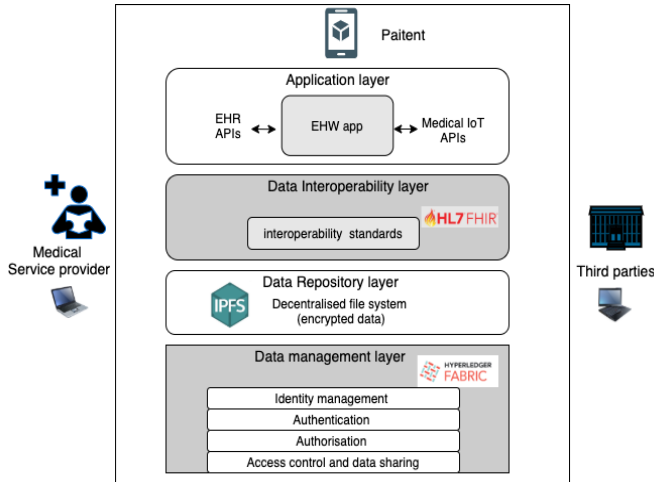 Paitent
Application layer
EHR
APIs
EHW app
Medical IoT
APIs
Data Interoperability layer
HL7 FHIR
interoperability standards
Medical
Service provider
Third parties
Data Repository layer
IPFS
Decentralised file system
(encrypted data)
Data management layer
HYPERLEDGER
FABRIC
Identity management
Authentication
Authorisation
Access control and data sharing